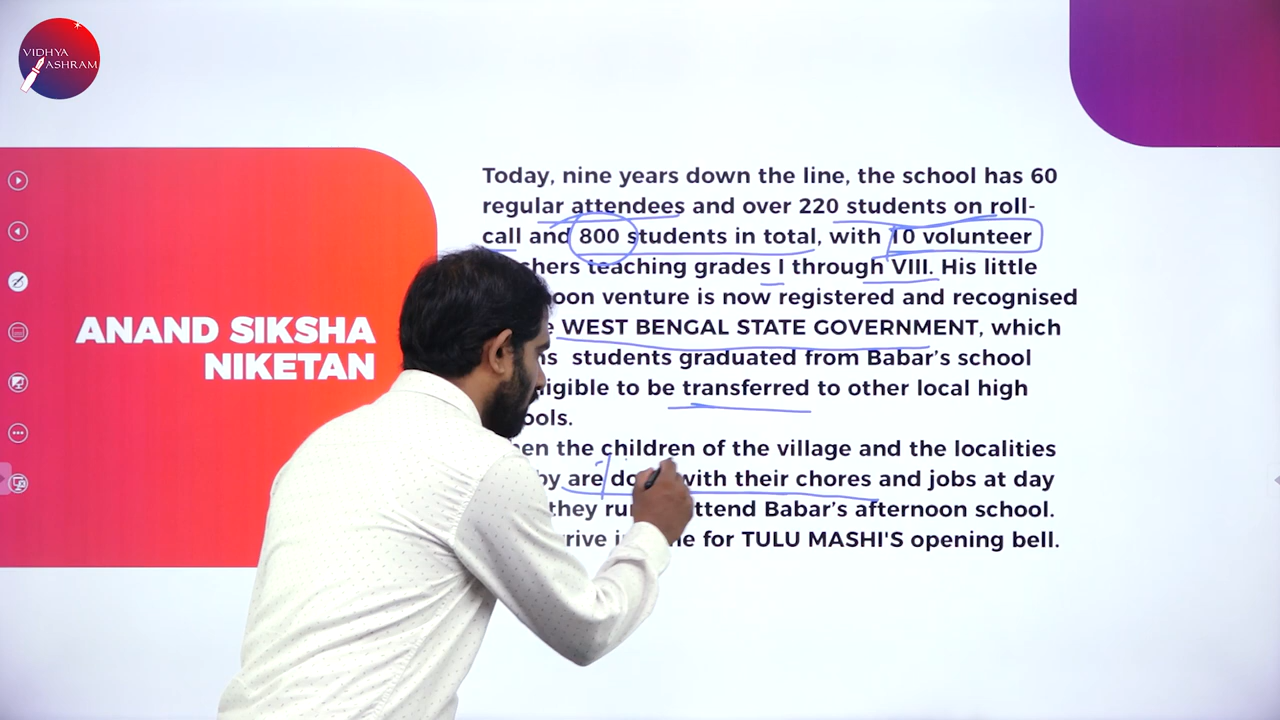 VIDHYA
ASHRAM
ANAND SIKSHA
NIKETAN
Today, nine years down the line, the school has 60
regular attendees and over 220 students on roll-
call and 800 students in total, with 10 volunteer
teaching grades I through VIII. His little
venture is now registered and recognised
WEST BENGAL STATE GOVERNMENT, which
students graduated from Babar's school
to be transferred to other local high
the children of the village and the localities
are with their chores and jobs at day
they Babar's afternoon school.
for TULU MASHI'S opening bell.